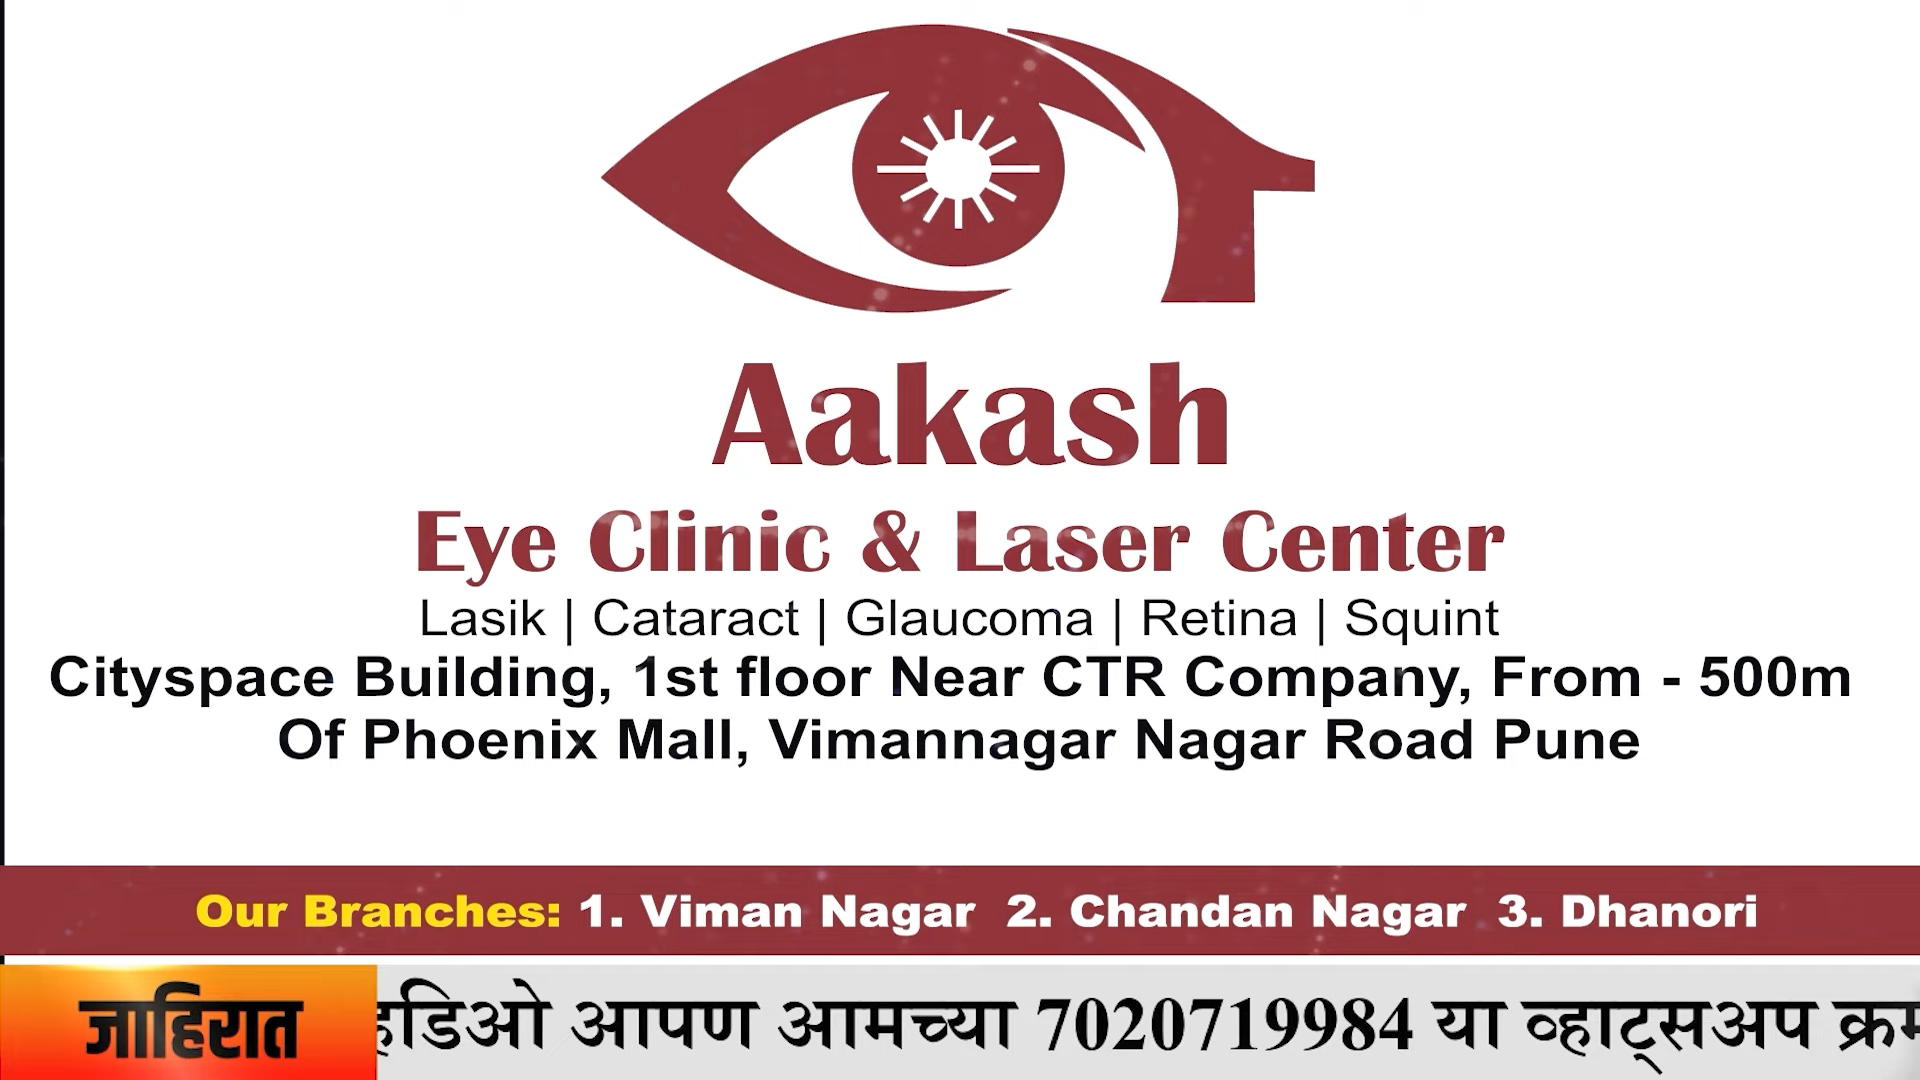 Aakash
Eye Clinic & Laser Center
Lasik | Cataract | Glaucoma | Retina | Squint
Cityspace Building, 1st floor Near CTR Company, From - 500m
Of Phoenix Mall, Vimannagar Nagar Road Pune
Our Branches: 1. Viman Nagar 2. Chandan Nagar 3. Dhanori
जाहिरात
आपण आमच्या 7020719984 या व्हाट्सअप